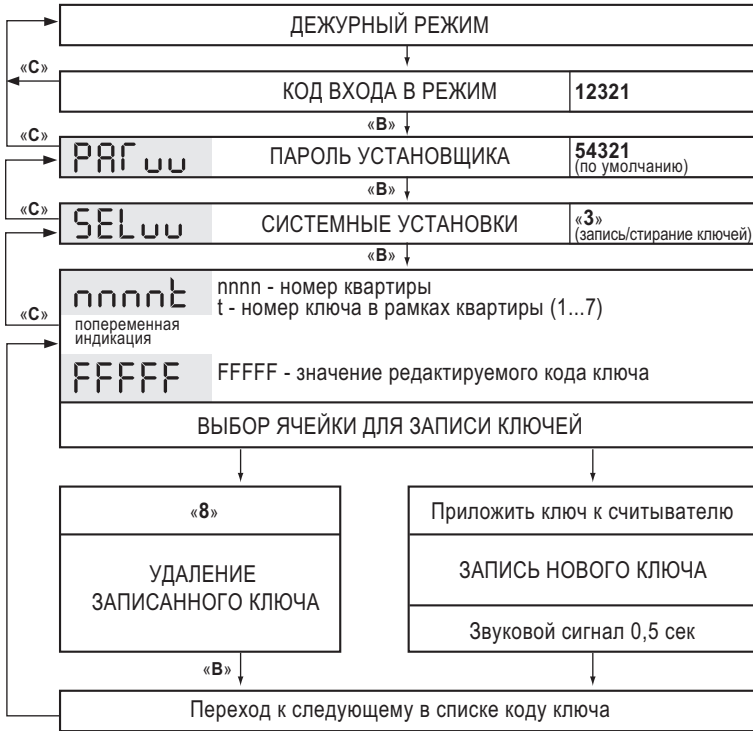 ДЕЖУРНЫЙ РЕЖИМ
«С»
КОД ВХОДА В РЕЖИМ
12321
«В»
«С»
PAГ
ПАРОЛЬ УСТАНОВЩИКА
54321
(по умолчанию)
«В»
«С»
SEL
СИСТЕМНЫЕ УСТАНОВКИ
«3»
(запись/стирание ключей)
«В»
nnnnt
nnnn - номер квартиры
t - номер ключа в рамках квартиры (1...7)
«С»
попеременная
индикация
FFFFF
FFFFF - значение редактируемого кода ключа
ВЫБОР ЯЧЕЙКИ ДЛЯ ЗАПИСИ КЛЮЧЕЙ
«8»
УДАЛЕНИЕ
ЗАПИСАННОГО КЛЮЧА
«В»
Приложить ключ к считывателю
ЗАПИСЬ НОВОГО КЛЮЧА
Звуковой сигнал 0,5 сек
Переход к следующему в списке коду ключа